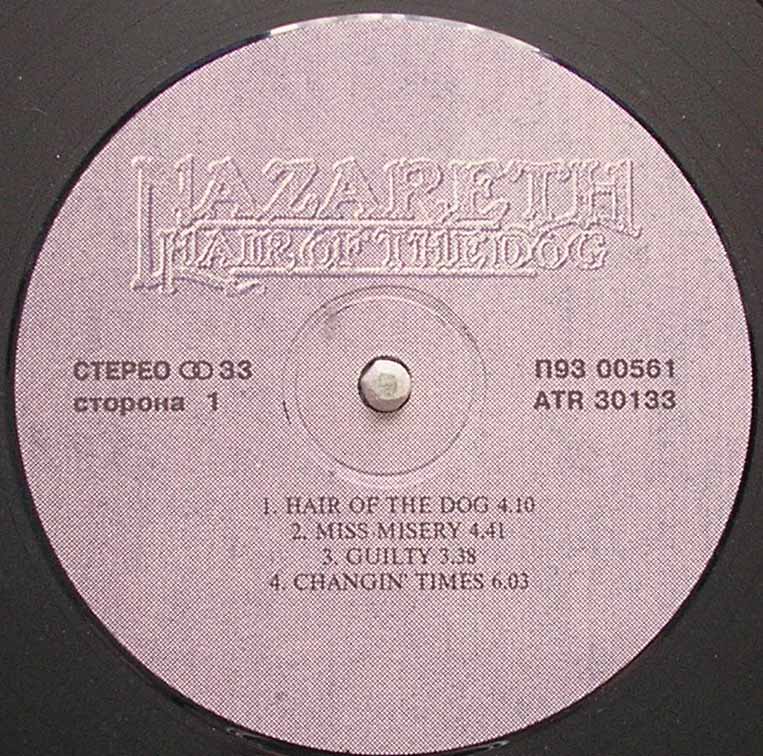 NAZARETH
HAIR OF THE DOG
СТЕРЕО 33
сторона 1
П93 00561
ATR 30133
1. HAIR OF THE DOG 4.10
2. MISS MISERY 4.41
3. GUILTY 3.38
4. CHANGIN' TIMES 6.03